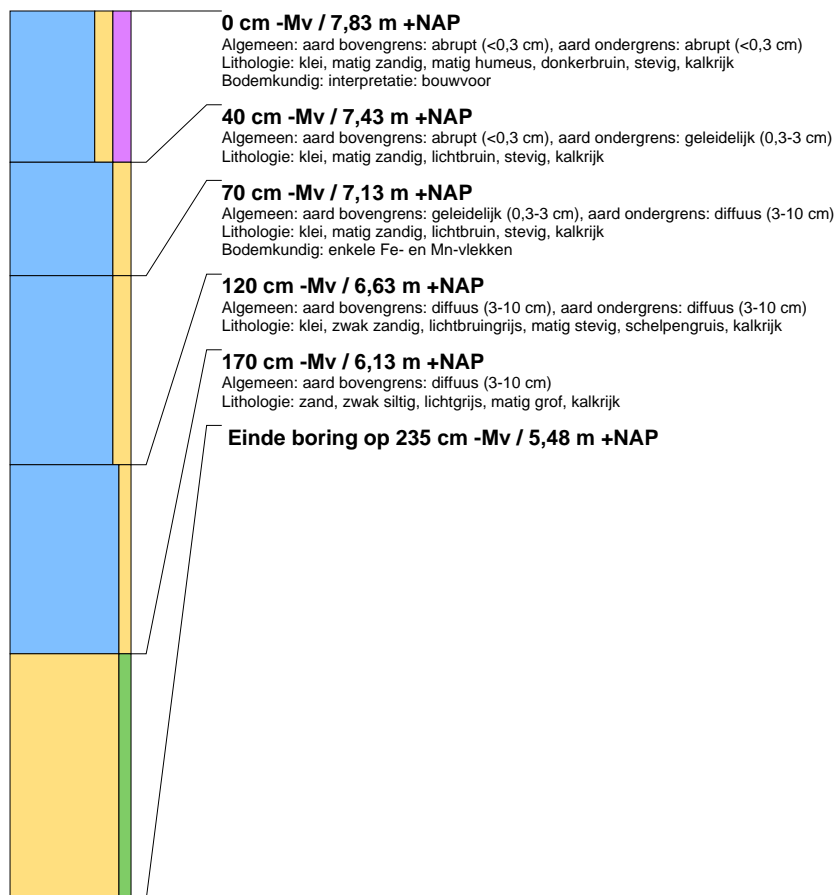 0 cm -Mv / 7,83 m +NAP
Algemeen: aard bovengrens: abrupt (<0,3 cm), aard ondergrens: abrupt (<0,3 cm)
Lithologie: klei, matig zandig, matig humeus, donkerbruin, stevig, kalkrijk
Bodemkundig: interpretatie: bouwvoor
40 cm -Mv / 7,43 m +NAP
Algemeen: aard bovengrens: abrupt (<0,3 cm), aard ondergrens: geleidelijk (0,3-3 cm)
Lithologie: klei, matig zandig, lichtbruin, stevig, kalkrijk
70 cm -Mv / 7,13 m +NAP
Algemeen: aard bovengrens: geleidelijk (0,3-3 cm), aard ondergrens: diffuus (3-10 cm)
Lithologie: klei, matig zandig, lichtbruin, stevig, kalkrijk
Bodemkundig: enkele Fe- en Mn-vlekken
120 cm -Mv / 6,63 m +NAP
Algemeen: aard bovengrens: diffuus (3-10 cm), aard ondergrens: diffuus (3-10 cm)
Lithologie: klei, zwak zandig, lichtbruingrijs, matig stevig, schelpengruis, kalkrijk
170 cm -Mv / 6,13 m +NAP
Algemeen: aard bovengrens: diffuus (3-10 cm)
Lithologie: zand, zwak siltig, lichtgrijs, matig grof, kalkrijk
Einde boring op 235 cm -Mv / 5,48 m +NAP